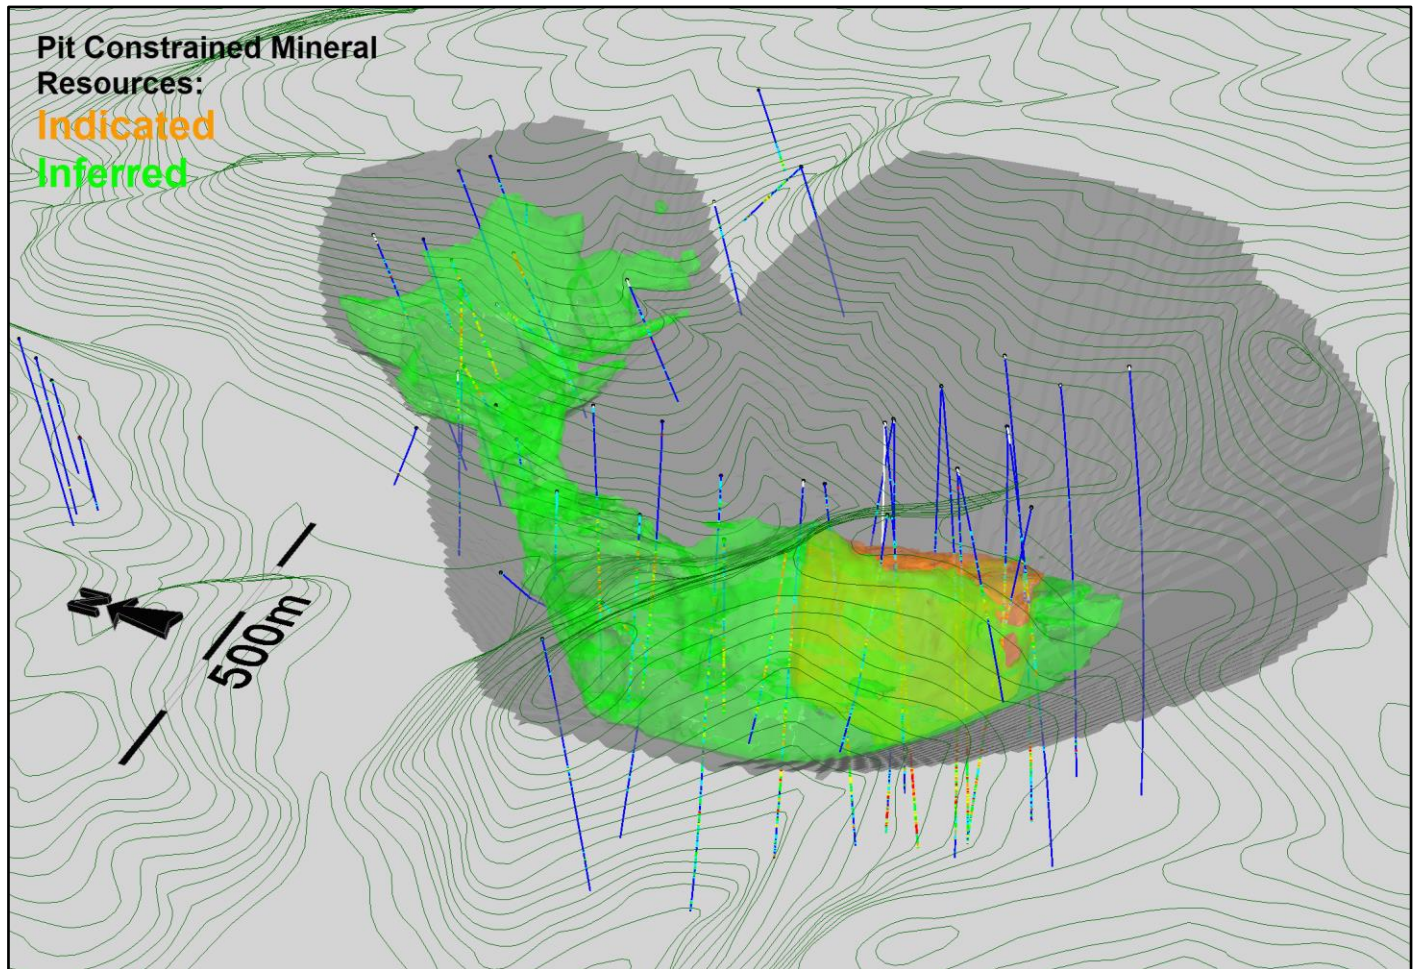 Pit Constrained Mineral
Resources:
Indicated
Inferred
N
500m